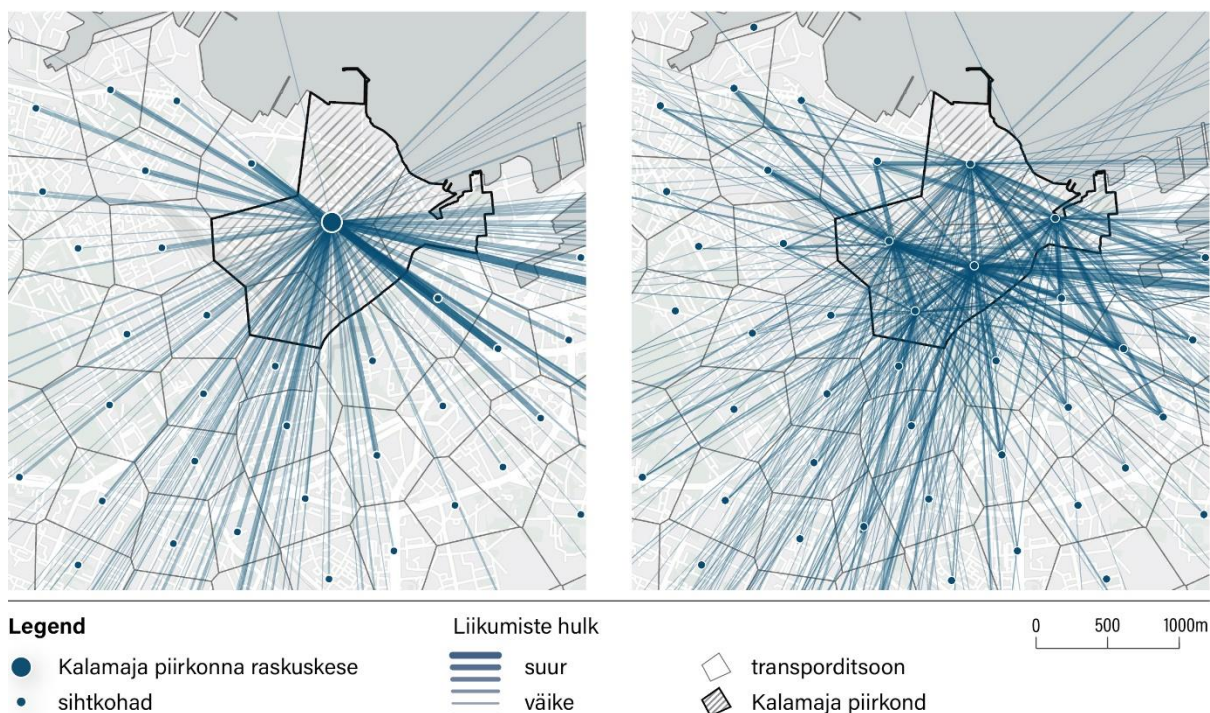 Legend
Kalamaja piirkonna raskuskese
sihtkohad
Liikumiste hulk
suur
väike
transporditsoon
Kalamaja piirkond
0 500 1000m